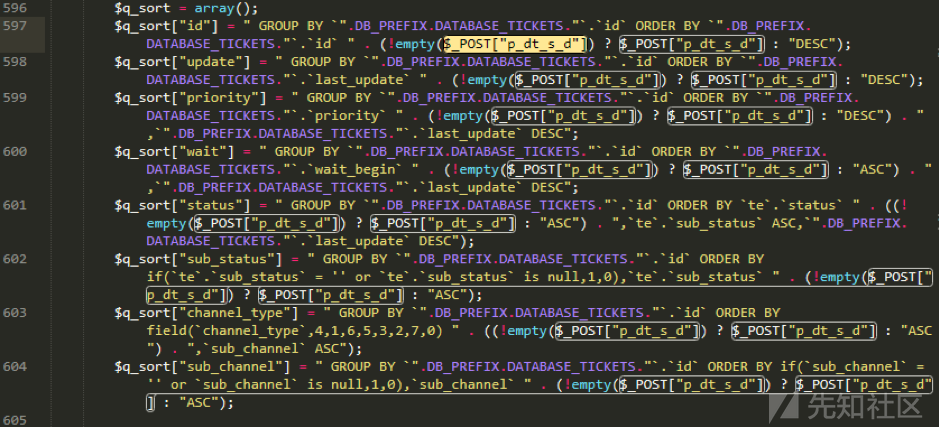 596 $q_sort = array();
597 $q_sort["id"] = " GROUP BY `".DB_PREFIX.DATABASE_TICKETS."`.`id` ORDER BY `".DB_PREFIX.
DATABASE_TICKETS."`.`id` " . (!empty($_POST["p_dt_s_d"]) ? $_POST["p_dt_s_d"] : "DESC");
598 $q_sort["update"] = " GROUP BY `".DB_PREFIX.DATABASE_TICKETS."`.`id` ORDER BY `".DB_PREFIX.
DATABASE_TICKETS."`.`last_update` " . (!empty($_POST["p_dt_s_d"]) ? $_POST["p_dt_s_d"] : "DESC");
599 $q_sort["priority"] = " GROUP BY `".DB_PREFIX.DATABASE_TICKETS."`.`id` ORDER BY `".DB_PREFIX.
DATABASE_TICKETS."`.`priority` " . (!empty($_POST["p_dt_s_d"]) ? $_POST["p_dt_s_d"] : "DESC") . "
,`".DB_PREFIX.DATABASE_TICKETS."`.`last_update` DESC";
600 $q_sort["wait"] = " GROUP BY `".DB_PREFIX.DATABASE_TICKETS."`.`id` ORDER BY `".DB_PREFIX.
DATABASE_TICKETS."`.`wait_begin` " . (!empty($_POST["p_dt_s_d"]) ? $_POST["p_dt_s_d"] : "ASC") . "
,`".DB_PREFIX.DATABASE_TICKETS."`.`last_update` DESC";
601 $q_sort["status"] = " GROUP BY `".DB_PREFIX.DATABASE_TICKETS."`.`id` ORDER BY `te`.`status` " . ((!
empty($_POST["p_dt_s_d"]) ? $_POST["p_dt_s_d"] : "ASC") . ",`te`.`sub_status` ASC,`".DB_PREFIX.
DATABASE_TICKETS."`.`last_update` DESC");
602 $q_sort["sub_status"] = " GROUP BY `".DB_PREFIX.DATABASE_TICKETS."`.`id` ORDER BY
if(`te`.`sub_status` = '' or `te`.`sub_status` is null,1,0),`te`.`sub_status` " . (!empty($_POST["
p_dt_s_d"]) ? $_POST["p_dt_s_d"] : "ASC");
603 $q_sort["channel_type"] = " GROUP BY `".DB_PREFIX.DATABASE_TICKETS."`.`id` ORDER BY
field(`channel_type`,4,1,6,5,3,2,7,0) " . ((!empty($_POST["p_dt_s_d"]) ? $_POST["p_dt_s_d"] : "ASC
") . ",`sub_channel` ASC");
604 $q_sort["sub_channel"] = " GROUP BY `".DB_PREFIX.DATABASE_TICKETS."`.`id` ORDER BY if(`sub_channel` =
'' or `sub_channel` is null,1,0),`sub_channel` " . (!empty($_POST["p_dt_s_d"]) ? $_POST["p_dt_s_d"
] : "ASC");
605
先知社区